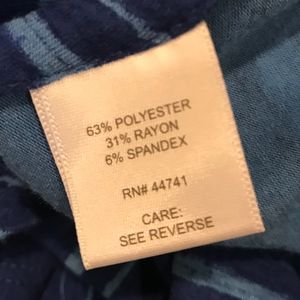 63% POLYESTER
31% RAYON
6% SPANDEX
RN# 44741
CARE:
SEE REVERSE